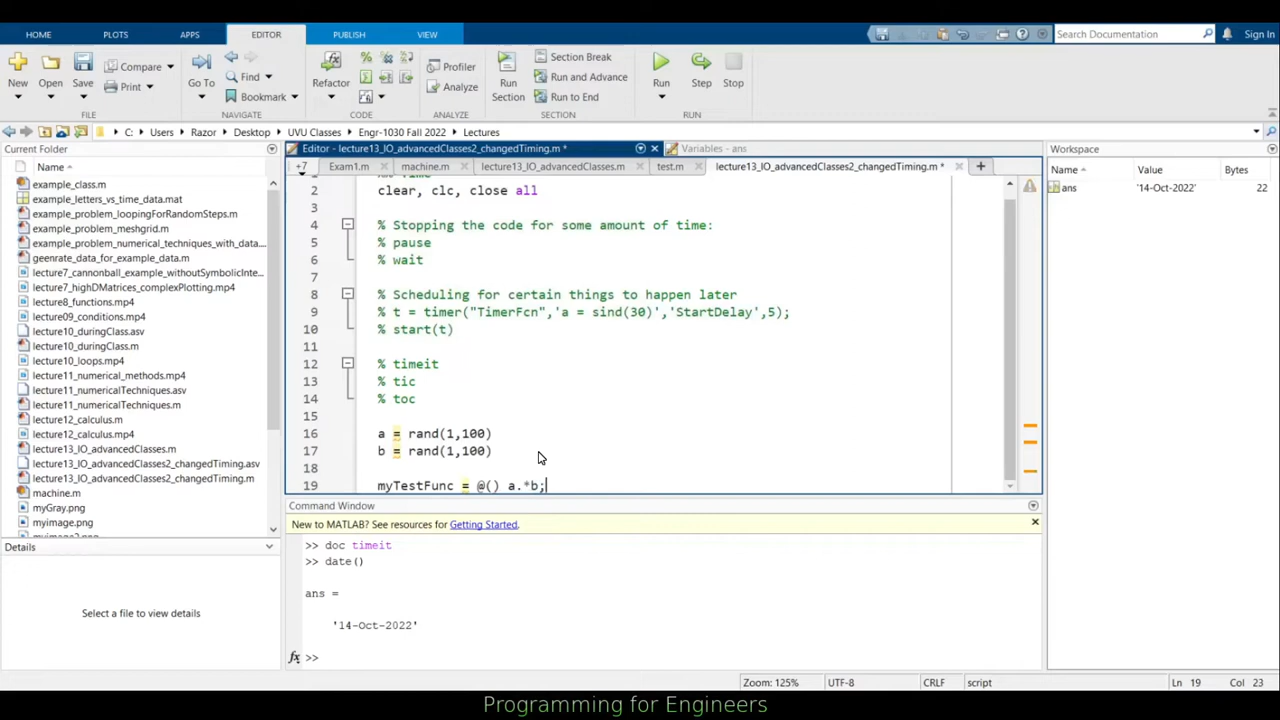 HOME PLOTS APPS EDITOR PUBLISH VIEW Search Documentation Sign In
New Open Save Compare Print Go To Find Bookmark Refactor Profiler Analyze Run Section Section Break Run and Advance Run to End Run Step Stop
FILE NAVIGATE CODE ANALYZE SECTION RUN
C: Users Razor Desktop UVU Classes Engr-1030 Fall 2022 Lectures
Current Folder
Name
example_class.m
example_letters_vs_time_data.mat
example_problem_loopingForRandomSteps.m
example_problem_meshgrid.m
example_problem_numerical_techniques_with_data...
geenrate_data_for_example_data.m
lecture7_cannonball_example_withoutSymbolicInte...
lecture7_highDMatrices_complexPlotting.mp4
lecture8_functions.mp4
lecture09_conditions.mp4
lecture10_duringClass.asv
lecture10_duringClass.m
lecture10_loops.mp4
lecture11_numerical_methods.mp4
lecture11_numericalTechniques.asv
lecture11_numericalTechniques.m
lecture12_calculus.m
lecture12_calculus.mp4
lecture13_IO_advancedClasses.m
lecture13_IO_advancedClasses2_changedTiming.asv
lecture13_IO_advancedClasses2_changedTiming.m
machine.m
myGray.png
myimage.png
Details
Select a file to view details
Editor - lecture13_IO_advancedClasses2_changedTiming.m * Variables - ans
+7 Exam1.m machine.m lecture13_IO_advancedClasses.m test.m lecture13_IO_advancedClasses2_changedTiming.m *
2 clear, clc, close all
3
4 % Stopping the code for some amount of time:
5 % pause
6 % wait
7
8 % Scheduling for certain things to happen later
9 % t = timer("TimerFcn",'a = sind(30)','StartDelay',5);
10 % start(t)
11
12 % timeit
13 % tic
14 % toc
15
16 a = rand(1,100)
17 b = rand(1,100)
18
19 myTestFunc = @() a.*b;
Command Window
New to MATLAB? See resources for Getting Started.
>> doc timeit
>> date()
ans =
'14-Oct-2022'
fx >>
Workspace
Name Value Bytes
ans '14-Oct-2022' 22
Zoom: 125% UTF-8 CRLF script Ln 19 Col 23
Programming for Engineers